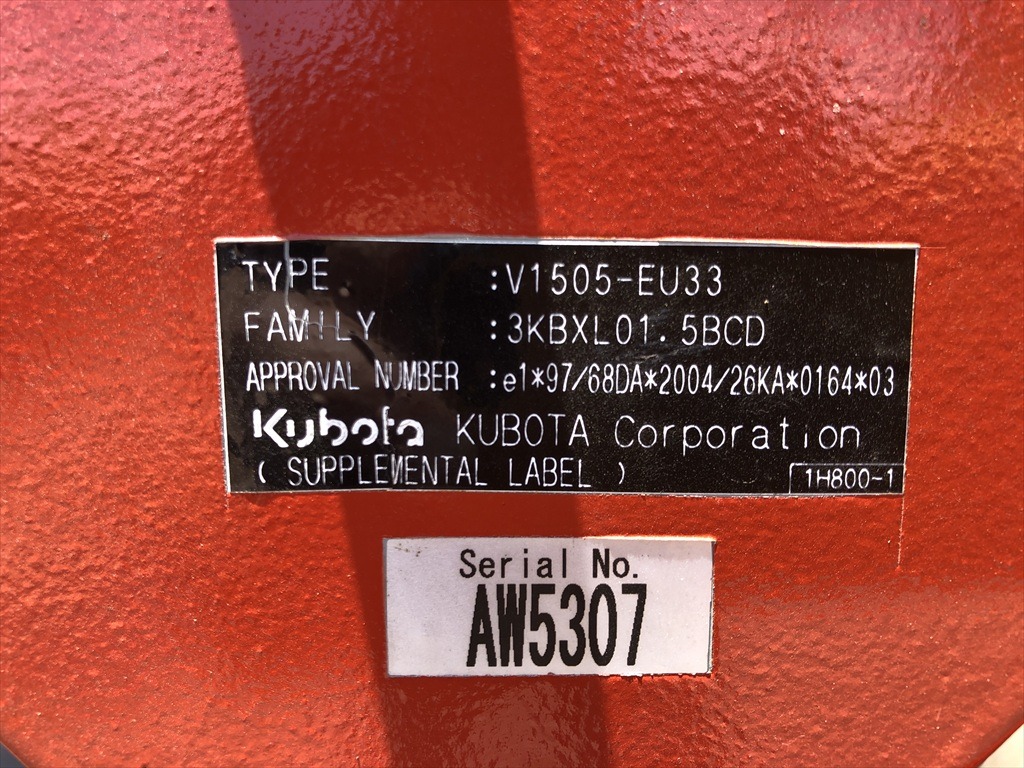 TYPE :V1505-EU33
FAMILY :3KBXL01.5BCD
APPROVAL NUMBER :e1*97/68DA*2004/26KA*0164*03
Kubota KUBOTA Corporation
( SUPPLEMENTAL LABEL ) 1H800-1
Serial No.
AW5307